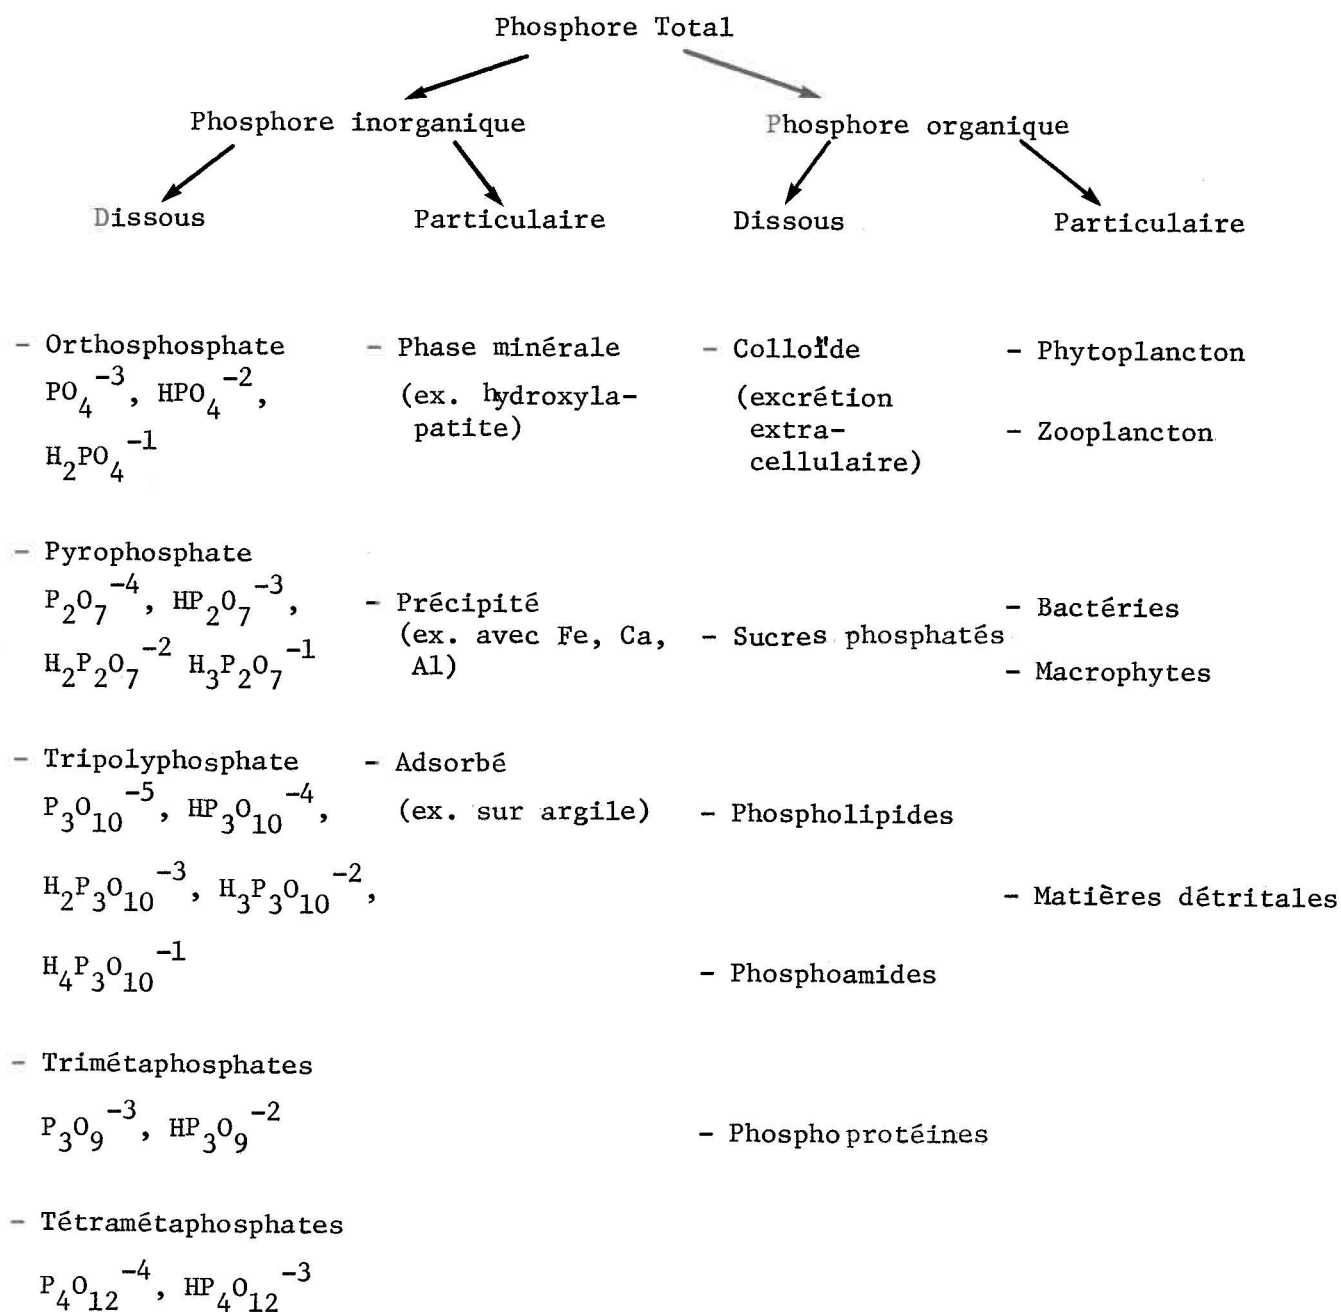 Phosphore Total
Phosphore inorganique
Phosphore organique
Dissous
Particulaire
Dissous
Particulaire
- Orthosphosphate
PO₄⁻³, HPO₄⁻²,
H₂PO₄⁻¹
- Pyrophosphate
P₂O₇⁻⁴, HP₂O₇⁻³,
H₂P₂O₇⁻² H₃P₂O₇⁻¹
- Tripolyphosphate
P₃O₁₀⁻⁵, HP₃O₁₀⁻⁴,
H₂P₃O₁₀⁻³, H₃P₃O₁₀⁻²,
H₄P₃O₁₀⁻¹
- Trimétaphosphates
P₃O₉⁻³, HP₃O₉⁻²
- Tétramétaphosphates
P₄O₁₂⁻⁴, HP₄O₁₂⁻³
- Phase minérale
(ex. hydroxyla-
patite)
- Précipité
(ex. avec Fe, Ca,
Al)
- Adsorbé
(ex. sur argile)
- Colloïde
(excrétion
extra-
cellulaire)
- Sucres phosphatés
- Phospholipides
- Phosphoamides
- Phosphoprotéines
- Phytoplancton
- Zooplancton
- Bactéries
- Macrophytes
- Matières détritales